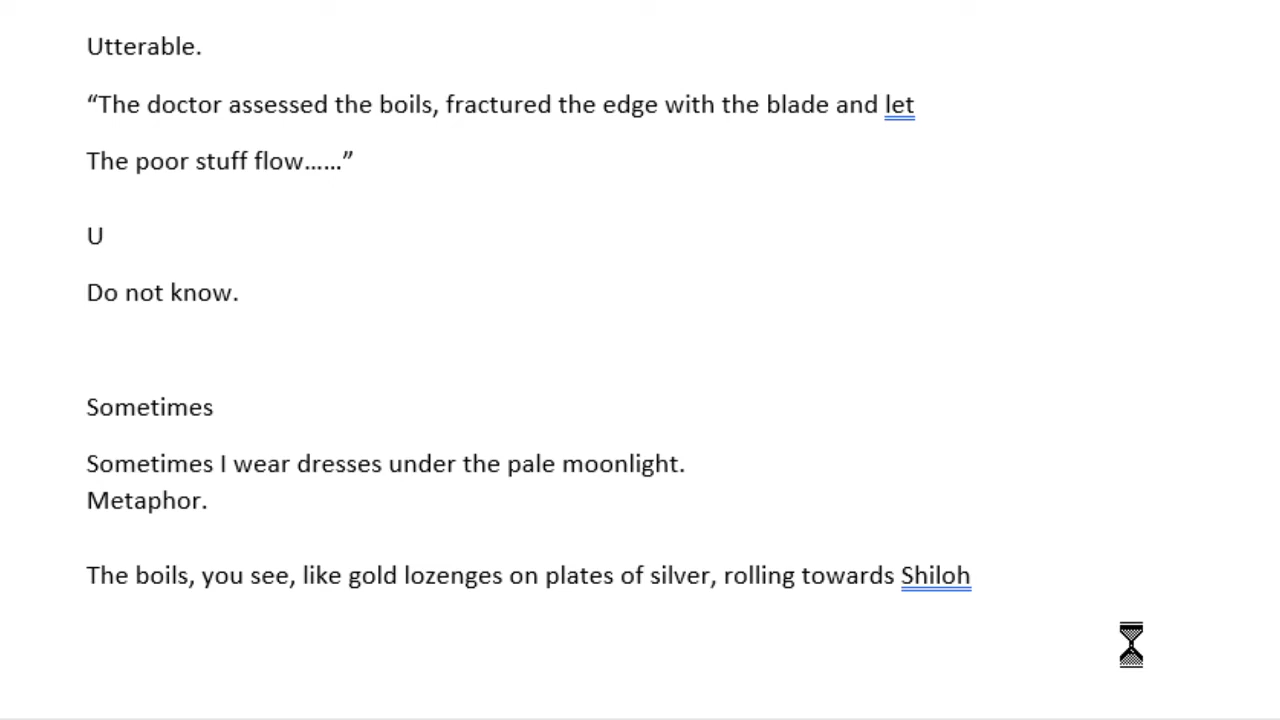 Utterable.
“The doctor assessed the boils, fractured the edge with the blade and let
The poor stuff flow……”
U
Do not know.
Sometimes
Sometimes I wear dresses under the pale moonlight.
Metaphor.
The boils, you see, like gold lozenges on plates of silver, rolling towards Shiloh